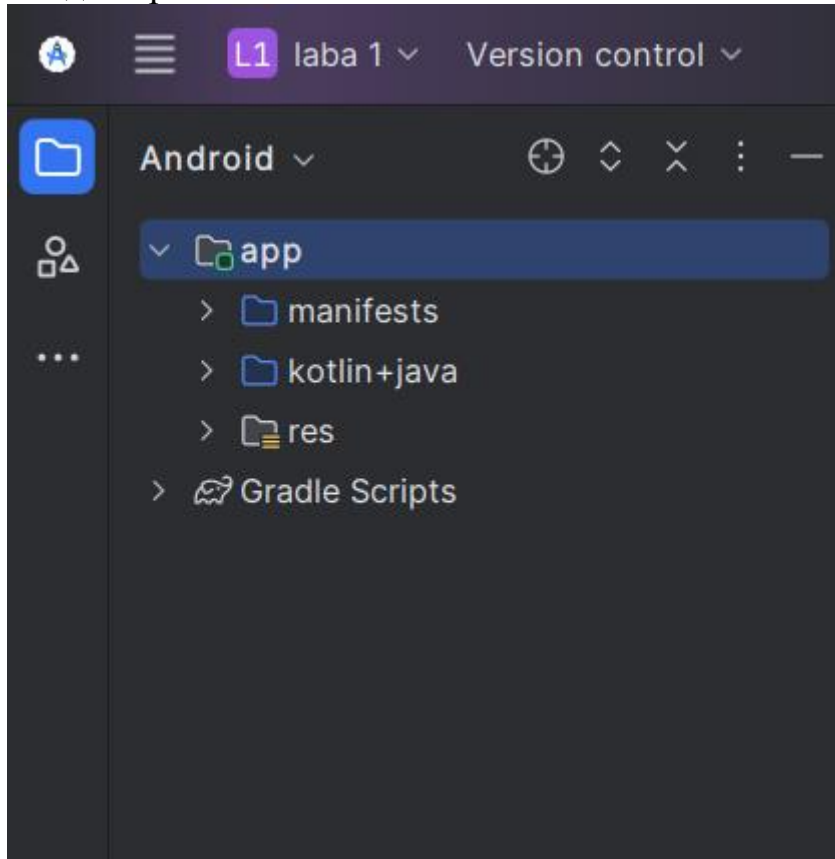 L1 laba 1 Version control
Android
app
manifests
kotlin+java
res
Gradle Scripts